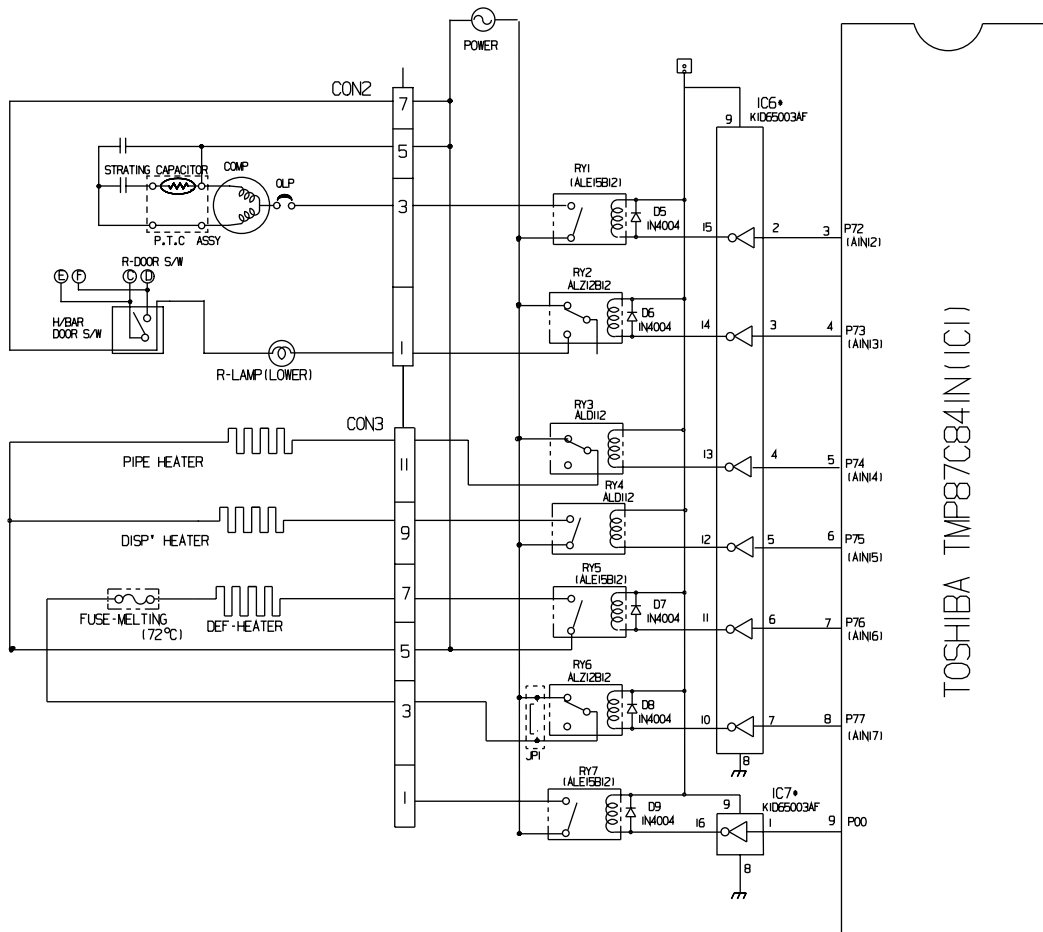 POWER
CON2
7
5
3
1
STRATING CAPACITOR
COMP
OLP
P.T.C ASSY
R-DOOR S/W
E F C D
H/BAR
DOOR S/W
R-LAMP(LOWER)
CON3
11
9
7
5
3
1
PIPE HEATER
DISP' HEATER
FUSE-MELTING
(72°C)
DEF-HEATER
RY1
(ALE15B12)
D5
IN4004
15
2
3
P72
(AIN12)
RY2
ALZ12B12
D6
IN4004
14
3
4
P73
(AIN13)
RY3
ALD112
13
4
5
P74
(AIN14)
RY4
ALD112
12
5
6
P75
(AIN15)
RY5
(ALE15B12)
D7
IN4004
11
6
7
P76
(AIN16)
RY6
ALZ12B12
D8
IN4004
10
7
8
P77
(AIN17)
JP1
RY7
(ALE15B12)
D9
IN4004
16
1
9
P00
IC6*
KID65003AF
9
8
IC7*
KID65003AF
9
8
TOSHIBA TMP87C841N(IC1)